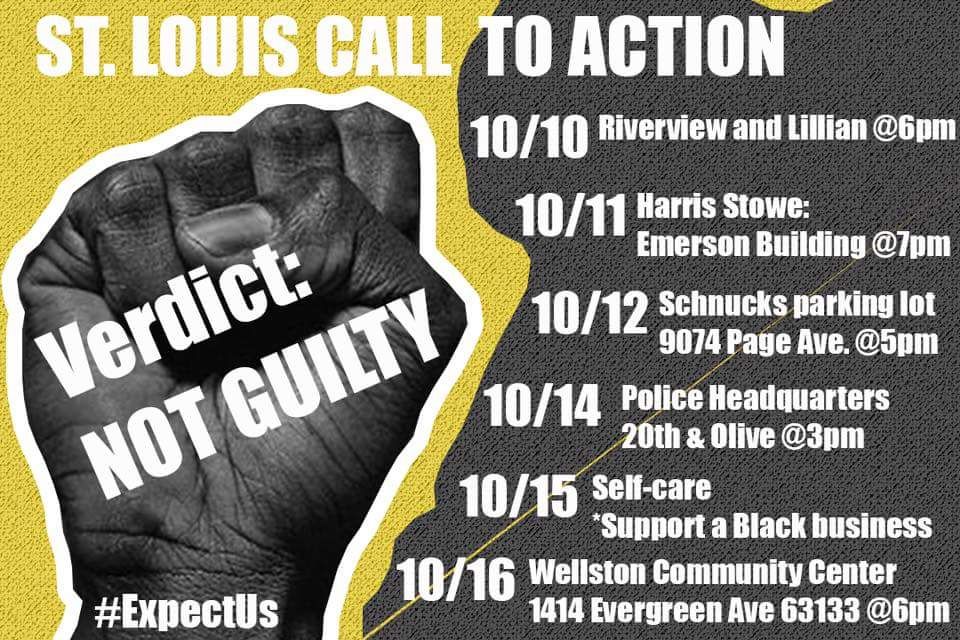 ST. LOUIS CALL TO ACTION
Verdict:
NOT GUILTY
#ExpectUs
10/10 Riverview and Lillian @6pm
10/11 Harris Stowe:
Emerson Building @7pm
10/12 Schnucks parking lot
9074 Page Ave. @5pm
10/14 Police Headquarters
20th & Olive @3pm
10/15 Self-care
*Support a Black business
10/16 Wellston Community Center
1414 Evergreen Ave 63133 @6pm